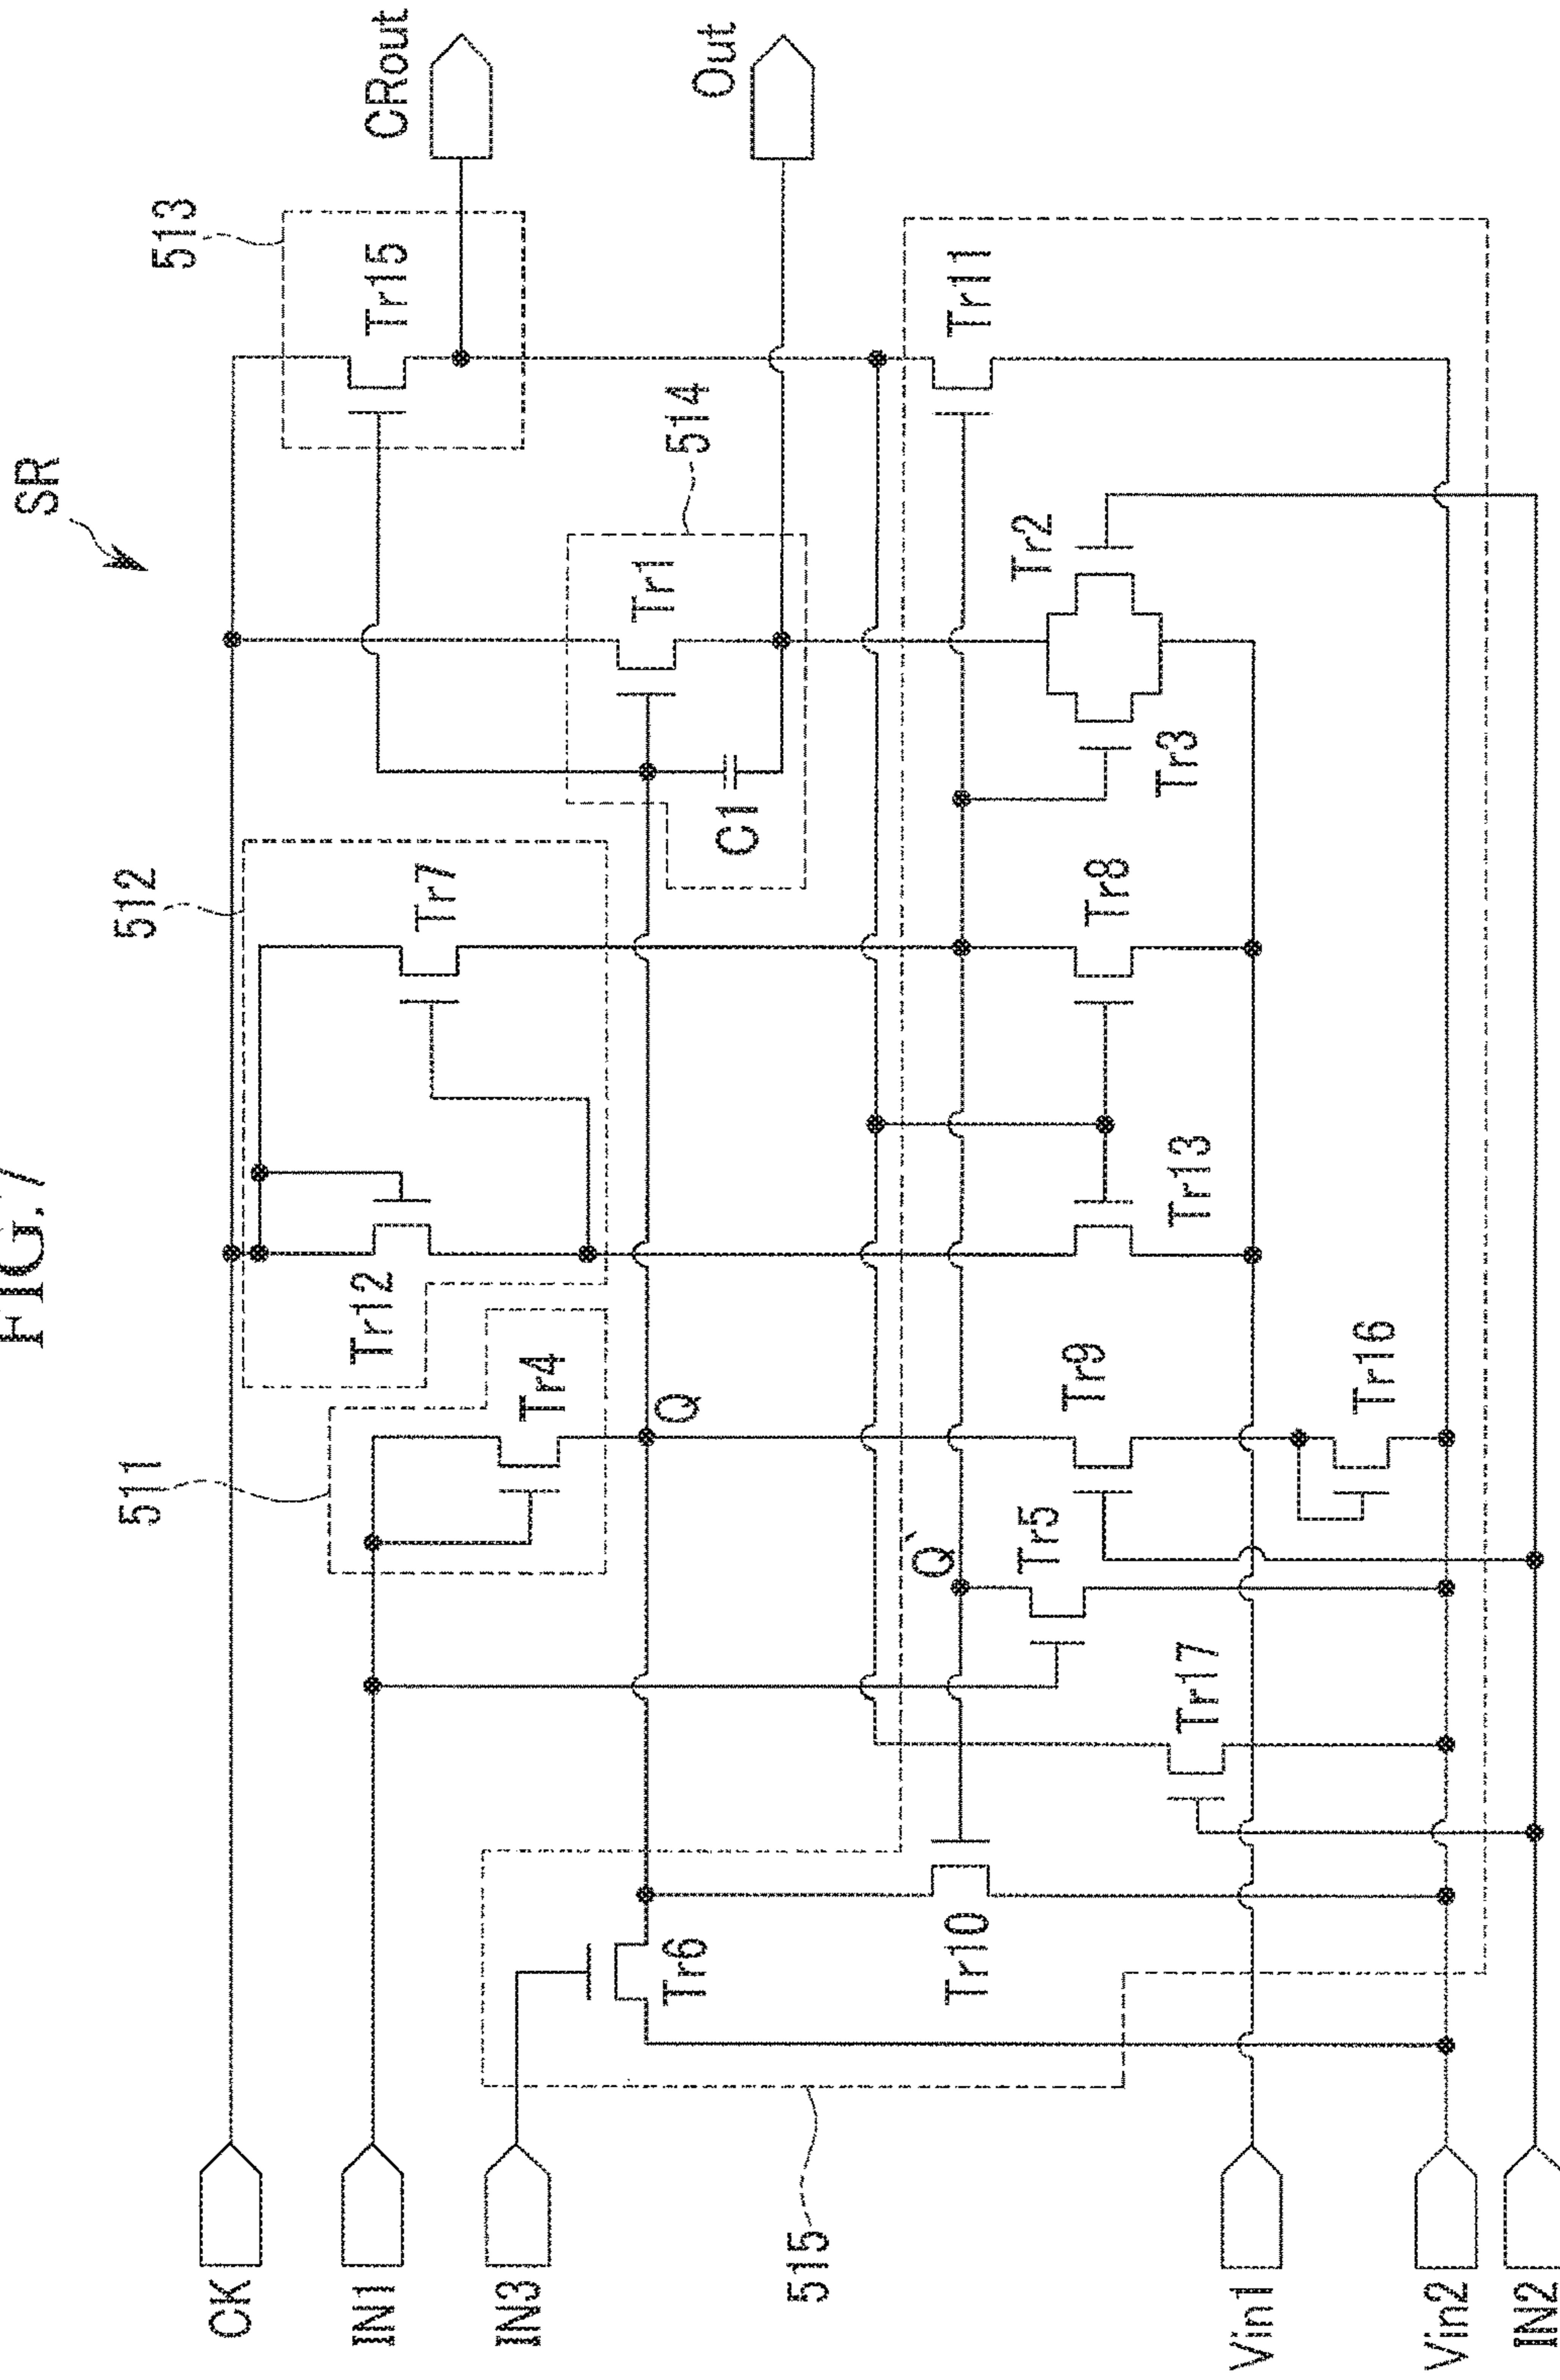 FIG.7
SR
CRout
Out
513
Tr15
514
Tr1
C1
Tr11
Tr2
Tr3
512
Tr7
Tr8
Tr12
Tr13
511
Tr4
Q
Tr9
Tr16
Q`
Tr5
Tr17
Tr6
Tr10
515
CK
IN1
IN3
Vin1
Vin2
IN2